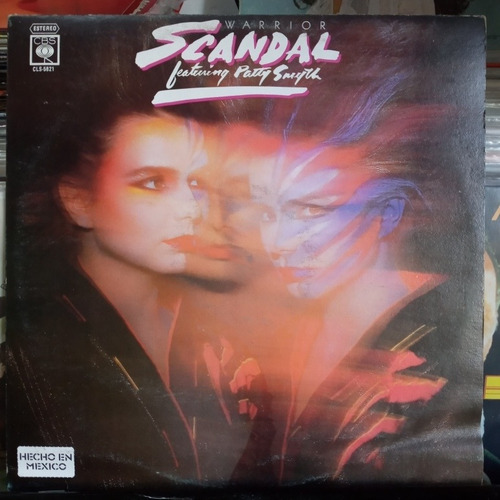 ESTEREO
CBS
CLS-5821
WARRIOR
SCANDAL
featuring Patty Smyth
HECHO EN
MEXICO